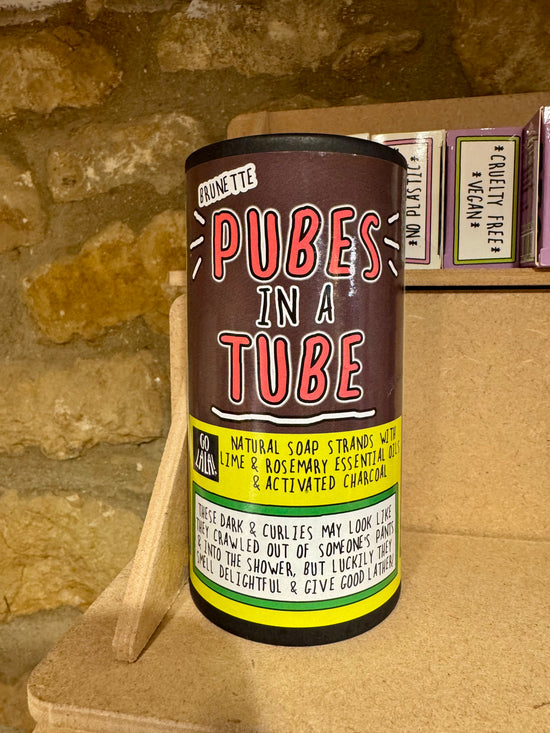 BRUNETTE
PUBES
IN A
TUBE
GO
LALA!
NATURAL SOAP STRANDS WITH
LIME & ROSEMARY ESSENTIAL OILS
& ACTIVATED CHARCOAL
THESE DARK & CURLIES MAY LOOK LIKE
THEY CRAWLED OUT OF SOMEONE'S PANTS
& INTO THE SHOWER, BUT LUCKILY THEY
SMELL DELIGHTFUL & GIVE GOOD LATHER!
*NO PLASTIC*
*CRUELTY FREE*
*VEGAN*